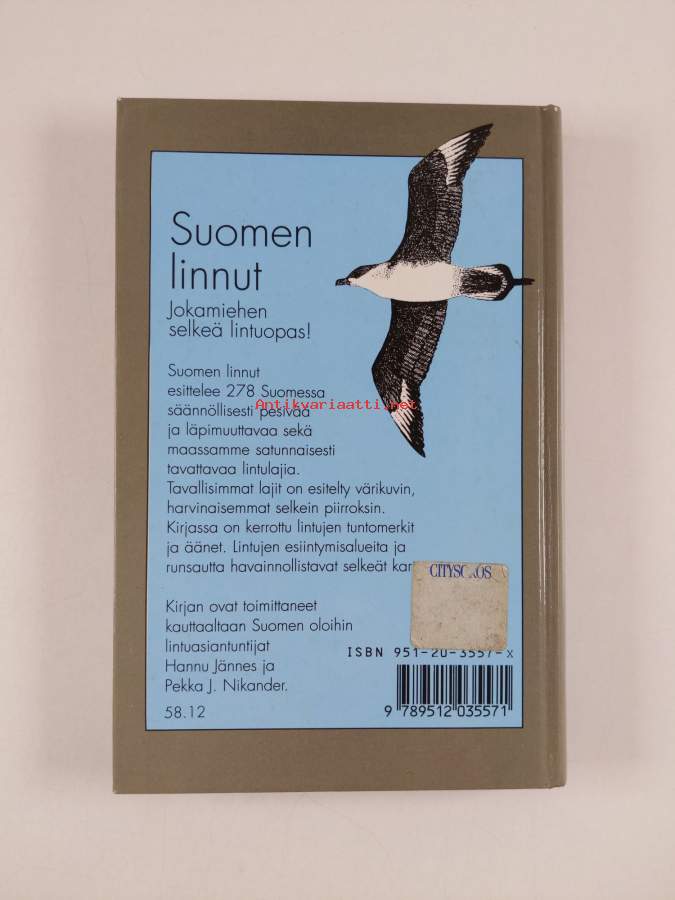 Suomen
linnut
Jokamiehen
selkeä lintuopas!
Suomen linnut
esittelee 278 Suomessa
säännöllisesti pesivää
ja läpimuuttavaa sekä
maassamme satunnaisesti
tavattavaa lintulajia.
Tavallisimmat lajit on esitelty värikuvin,
harvinaisemmat selkein piirroksin.
Kirjassa on kerrottu lintujen tuntomerkit
ja äänet. Lintujen esiintymisalueita ja
runsautta havainnollistavat selkeät kar
Kirjan ovat toimittaneet
kauttaaltaan Suomen oloihin
lintuasiantuntijat
Hannu Jännes ja
Pekka J. Nikander.
58.12
Antikvariaatti.net
ISBN 951-20-3557-X
9 789512 035571